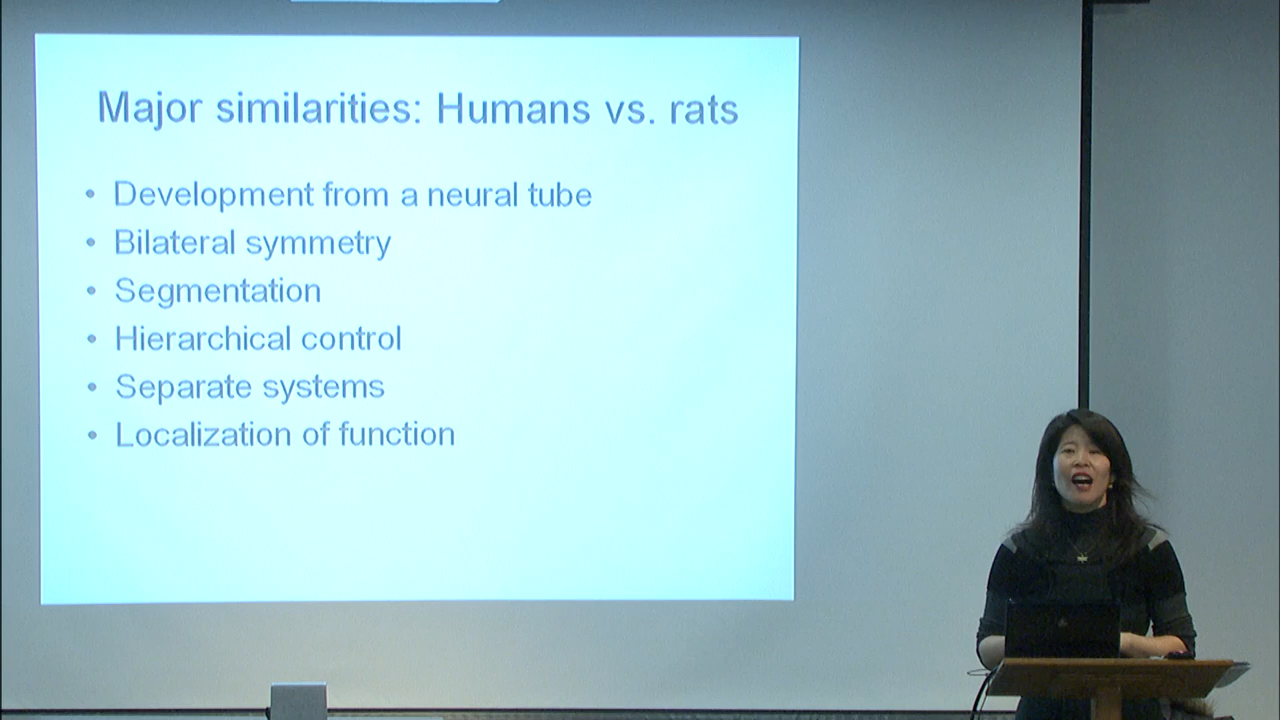 Major similarities: Humans vs. rats
• Development from a neural tube
• Bilateral symmetry
• Segmentation
• Hierarchical control
• Separate systems
• Localization of function